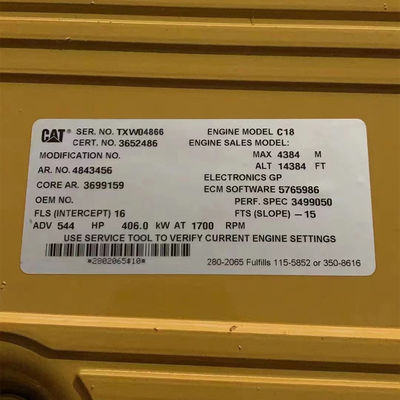 CAT® SER. NO. TXW04866 ENGINE MODEL C18
CERT. NO. 3652486 ENGINE SALES MODEL:
MODIFICATION NO. MAX 4384 M
ALT 14384 FT
AR. NO. 4843456 ELECTRONICS GP
CORE AR. 3699159 ECM SOFTWARE 5765986
OEM NO. PERF. SPEC 3499050
FLS (INTERCEPT) 16 FTS (SLOPE) -15
ADV 544 HP 406.0 kW AT 1700 RPM
USE SERVICE TOOL TO VERIFY CURRENT ENGINE SETTINGS
*2802065#10*
280-2065 Fulfills 115-5852 or 350-8616